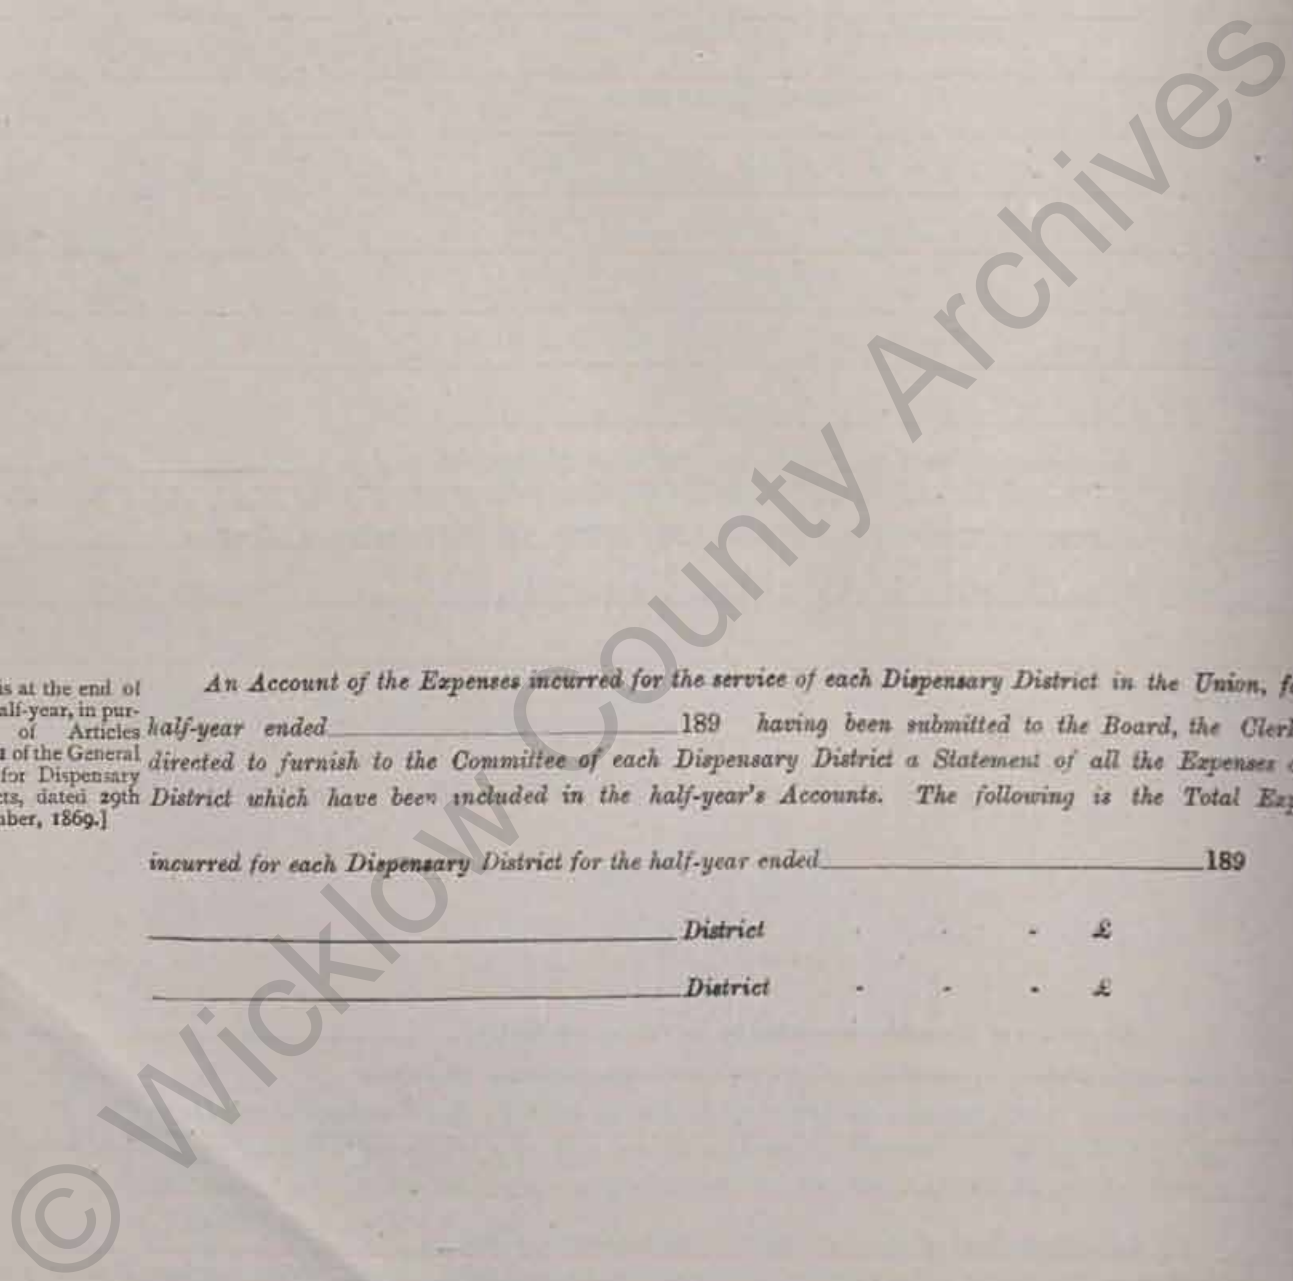 is at the end of
alf-year, in pur-
of Articles
1 of the General
for Dispensary
cts, dated 29th
ber, 1869.]
An Account of the Expenses incurred for the service of each Dispensary District in the Union, f
half-year ended 189 having been submitted to the Board, the Cler
directed to furnish to the Committee of each Dispensary District a Statement of all the Expenses
District which have been included in the half-year's Accounts. The following is the Total Exp
incurred for each Dispensary District for the half-year ended 189
District - - - £
District - - - £
© Wicklow County Archives